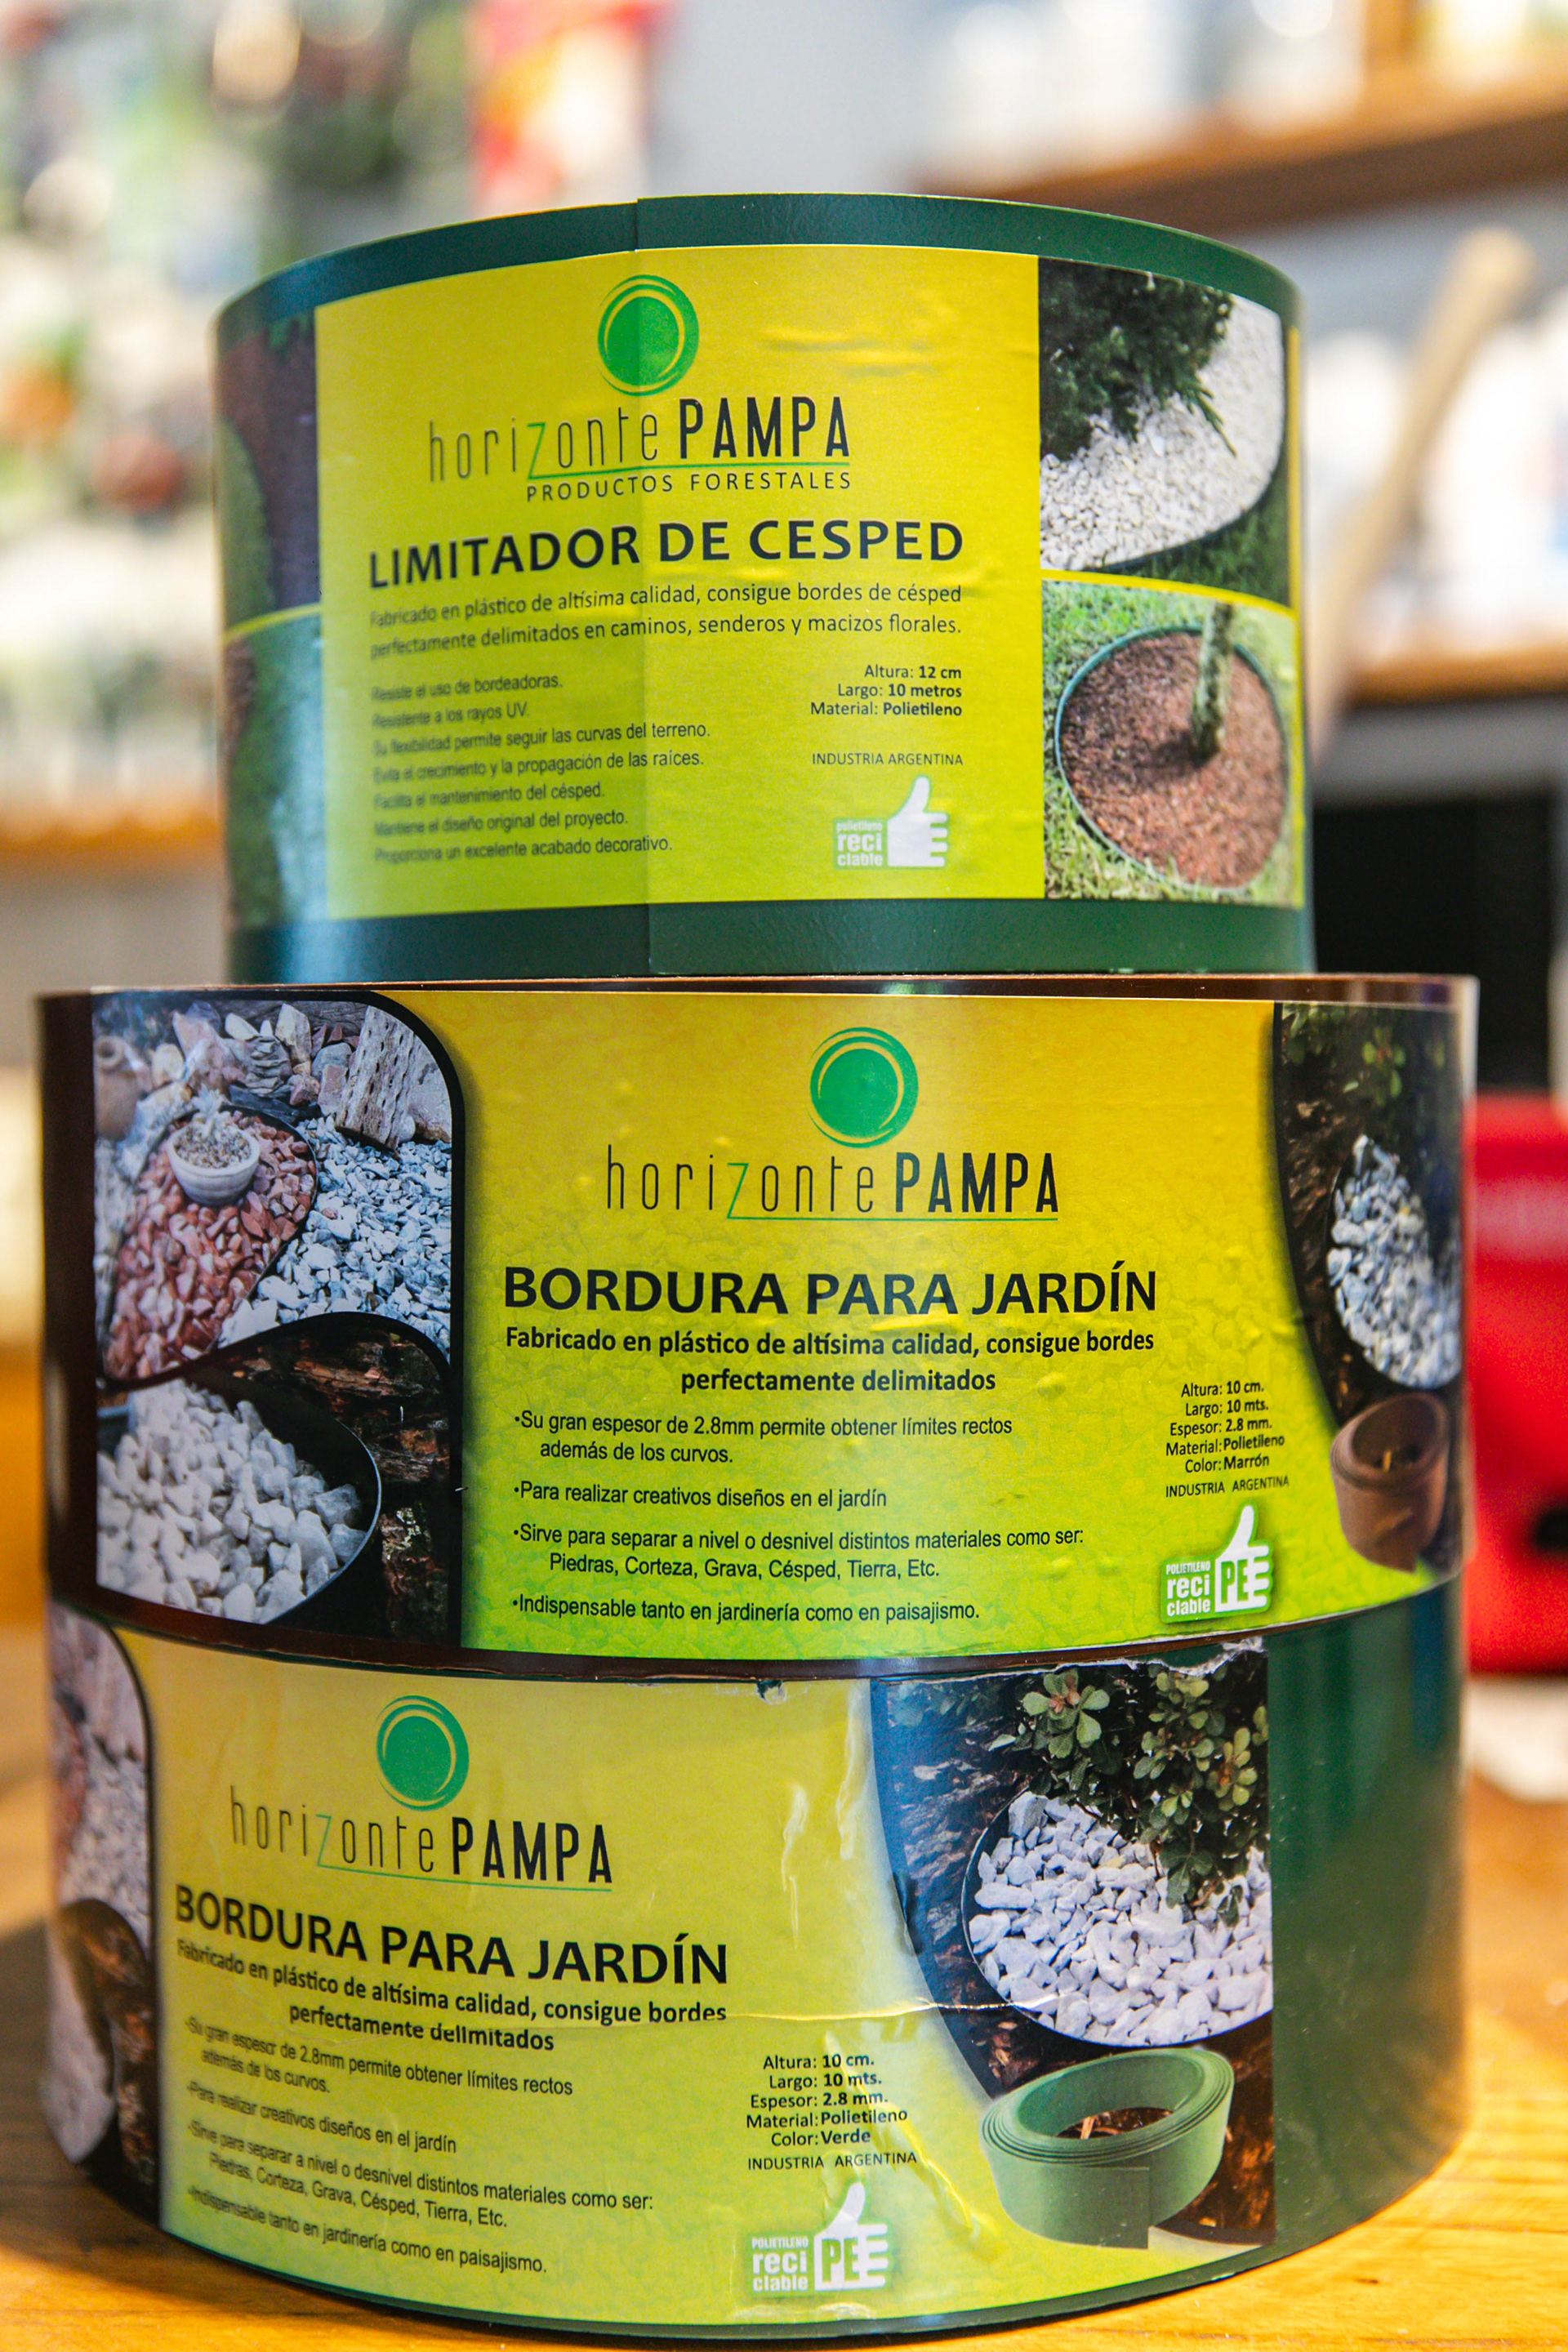 horizonte PAMPA
PRODUCTOS FORESTALES
LIMITADOR DE CESPED
Fabricado en plástico de altísima calidad, consigue bordes de césped
perfectamente delimitados en caminos, senderos y macizos florales.
Resiste el uso de bordeadoras.
Resistente a los rayos UV.
Su flexibilidad permite seguir las curvas del terreno.
Evita el crecimiento y la propagación de las raíces.
Facilita el mantenimiento del césped.
Mantiene el diseño original del proyecto.
Proporciona un excelente acabado decorativo.
Altura: 12 cm
Largo: 10 metros
Material: Polietileno
INDUSTRIA ARGENTINA
polietileno
reci
clable
horizonte PAMPA
BORDURA PARA JARDÍN
Fabricado en plástico de altísima calidad, consigue bordes
perfectamente delimitados
•Su gran espesor de 2.8mm permite obtener límites rectos
además de los curvos.
•Para realizar creativos diseños en el jardín
•Sirve para separar a nivel o desnivel distintos materiales como ser:
Piedras, Corteza, Grava, Césped, Tierra, Etc.
•Indispensable tanto en jardinería como en paisajismo.
Altura: 10 cm.
Largo: 10 mts.
Espesor: 2.8 mm.
Material: Polietileno
Color: Marrón
INDUSTRIA ARGENTINA
POLIETILENO
reci
clable
PE
horizonte PAMPA
BORDURA PARA JARDÍN
Fabricado en plástico de altísima calidad, consigue bordes
perfectamente delimitados
•Su gran espesor de 2.8mm permite obtener límites rectos
además de los curvos.
•Para realizar creativos diseños en el jardín
•Sirve para separar a nivel o desnivel distintos materiales como ser:
Piedras, Corteza, Grava, Césped, Tierra, Etc.
•Indispensable tanto en jardinería como en paisajismo.
Altura: 10 cm.
Largo: 10 mts.
Espesor: 2.8 mm.
Material: Polietileno
Color: Verde
INDUSTRIA ARGENTINA
POLIETILENO
reci
clable
PE